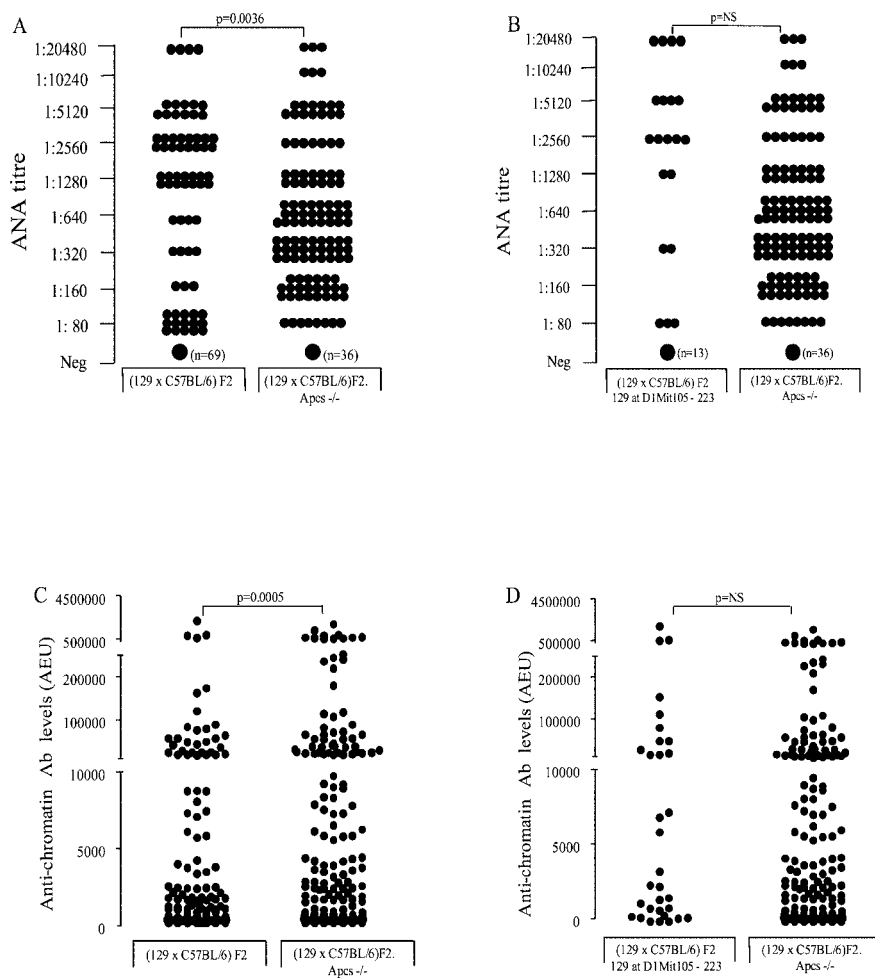 A
p=0.0036
ANA titre
1:20480
1:10240
1:5120
1:2560
1:1280
1:640
1:320
1:160
1: 80
Neg
(n=69)
(n=36)
(129 x C57BL/6) F2
(129 x C57BL/6)F2.
Apcs -/-
B
p=NS
ANA titre
1:20480
1:10240
1:5120
1:2560
1:1280
1:640
1:320
1:160
1: 80
Neg
(n=13)
(n=36)
(129 x C57BL/6) F2
129 at D1Mit105 - 223
(129 x C57BL/6)F2.
Apcs -/-
C
p=0.0005
Anti-chromatin Ab levels (AEU)
4500000
500000
200000
100000
10000
5000
0
(129 x C57BL/6) F2
(129 x C57BL/6)F2.
Apcs -/-
D
p=NS
Anti-chromatin Ab levels (AEU)
4500000
500000
200000
100000
10000
5000
0
(129 x C57BL/6) F2
129 at D1Mit105 - 223
(129 x C57BL/6)F2.
Apcs -/-